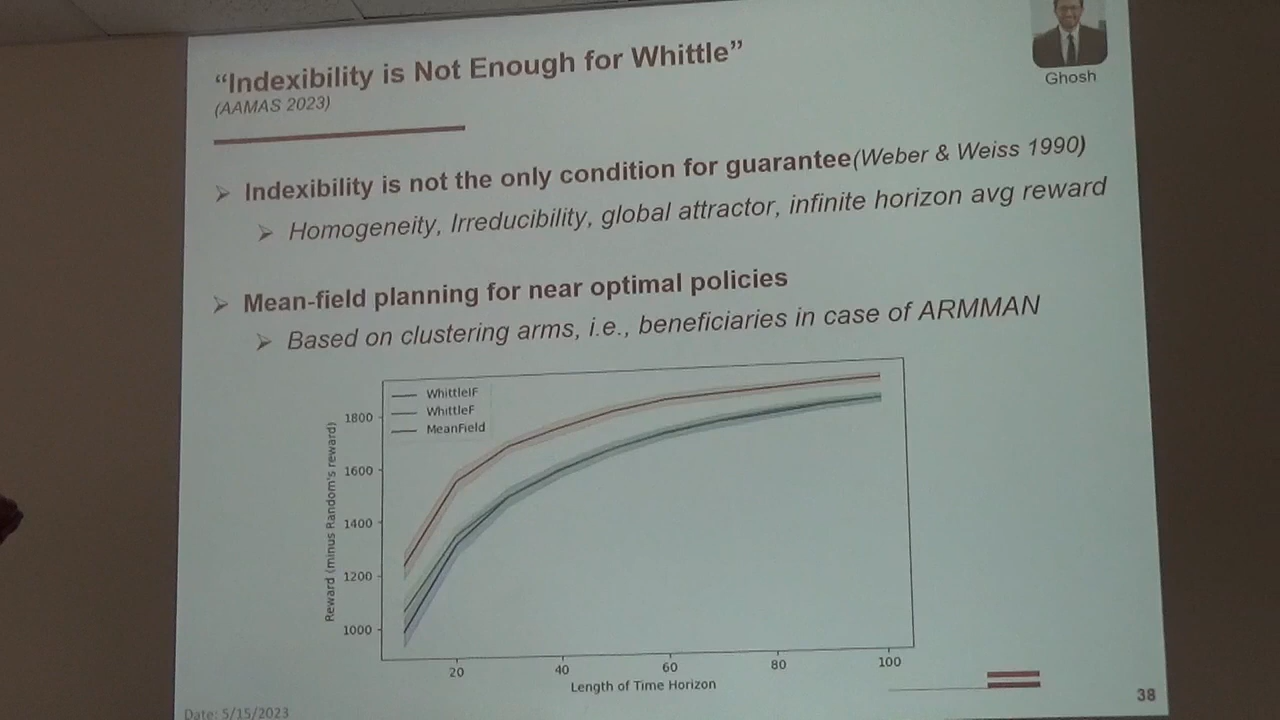 “Indexibility is Not Enough for Whittle”
(AAMAS 2023)
Ghosh
➢ Indexibility is not the only condition for guarantee(Weber & Weiss 1990)
➢ Homogeneity, Irreducibility, global attractor, infinite horizon avg reward
➢ Mean-field planning for near optimal policies
➢ Based on clustering arms, i.e., beneficiaries in case of ARMMAN
WhittleIF
WhittleF
MeanField
Reward (minus Random's reward)
1800
1600
1400
1200
1000
20 40 60 80 100
Length of Time Horizon
Date: 5/15/2023
38